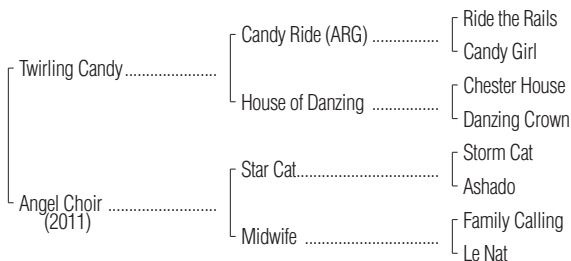 Ride the Rails
Candy Ride (ARG) ..................
Candy Girl
Twirling Candy ........................
Chester House
House of Danzing ..................
Danzing Crown
Storm Cat
Star Cat......................................
Ashado
Angel Choir ............................
(2011)
Family Calling
Midwife ...................................
Le Nat